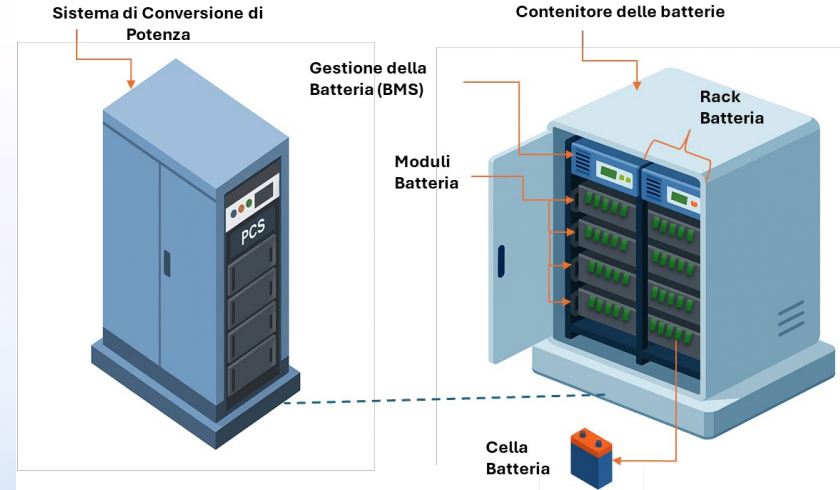 Sistema di Conversione di
Potenza
Contenitore delle batterie
Gestione della
Batteria (BMS)
Rack
Batteria
Moduli
Batteria
PCS
Cella
Batteria